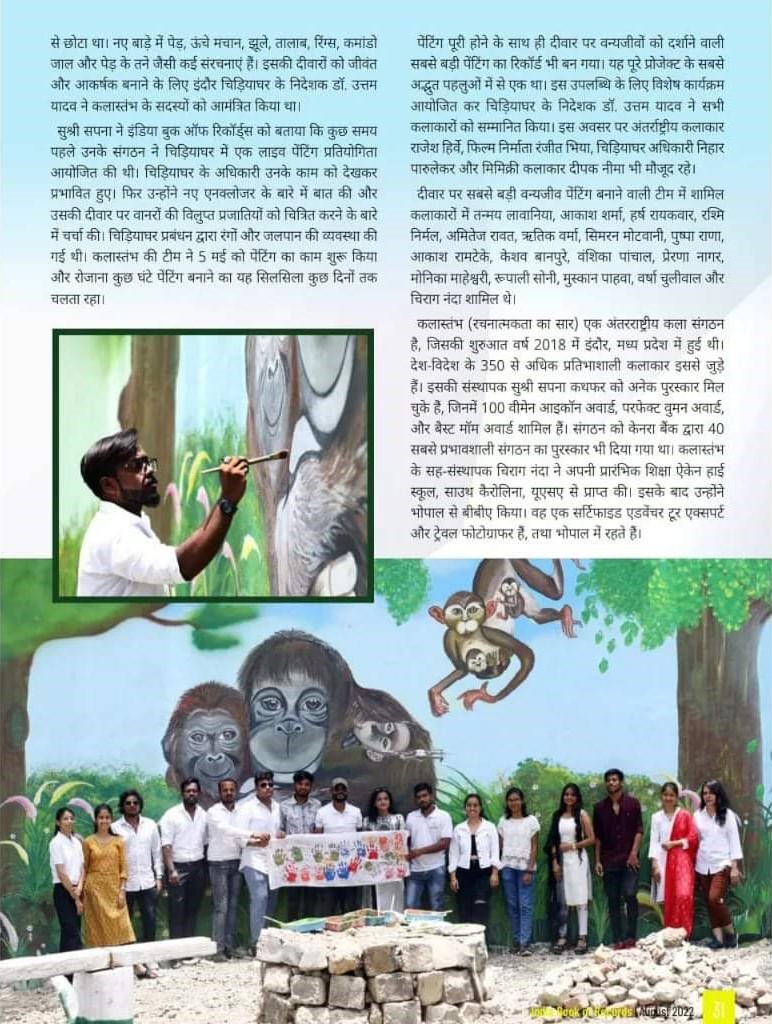 से छोटा था। नए बाड़े में पेड़, ऊंचे मचान, झूले, तालाब, रिंग्स, कमांडो
जाल और पेड़ के तने जैसी कई संरचनाएं हैं। इसकी दीवारों को जीवंत
और आकर्षक बनाने के लिए इंदौर चिड़ियाघर के निदेशक डॉ. उत्तम
यादव ने कलास्तंभ के सदस्यों को आमंत्रित किया था।
सुश्री सपना ने इंडिया बुक ऑफ रिकॉर्ड्स को बताया कि कुछ समय
पहले उनके संगठन ने चिड़ियाघर में एक लाइव पेंटिंग प्रतियोगिता
आयोजित की थी। चिड़ियाघर के अधिकारी उनके काम को देखकर
प्रभावित हुए। फिर उन्होंने नए एनक्लोजर के बारे में बात की और
उसकी दीवार पर वानरों की विलुप्त प्रजातियों को चित्रित करने के बारे
में चर्चा की। चिड़ियाघर प्रबंधन द्वारा रंगों और जलपान की व्यवस्था की
गई थी। कलास्तंभ की टीम ने 5 मई को पेंटिंग का काम शुरू किया
और रोजाना कुछ घंटे पेंटिंग बनाने का यह सिलसिला कुछ दिनों तक
चलता रहा।
पेंटिंग पूरी होने के साथ ही दीवार पर वन्यजीवों को दर्शाने वाली
सबसे बड़ी पेंटिंग का रिकॉर्ड भी बन गया। यह पूरे प्रोजेक्ट के सबसे
अद्भुत पहलुओं में से एक था। इस उपलब्धि के लिए विशेष कार्यक्रम
आयोजित कर चिड़ियाघर के निदेशक डॉ. उत्तम यादव ने सभी
कलाकारों को सम्मानित किया। इस अवसर पर अंतर्राष्ट्रीय कलाकार
राजेश हिर्वे, फिल्म निर्माता रंजीत भिया, चिड़ियाघर अधिकारी निहार
पारुलेकर और मिमिक्री कलाकार दीपक नीमा भी मौजूद रहे।
दीवार पर सबसे बड़ी वन्यजीव पेंटिंग बनाने वाली टीम में शामिल
कलाकारों में तन्मय लावानिया, आकाश शर्मा, हर्ष रायकवार, रश्मि
निर्मल, अमितेज रावत, ऋतिक वर्मा, सिमरन मोटवानी, पुष्पा राणा,
आकाश रामटेके, केशव बानपुरे, वंशिका पांचाल, प्रेरणा नागर,
मोनिका माहेश्वरी, रूपाली सोनी, मुस्कान पाहवा, वर्षा चुलीवाल और
चिराग नंदा शामिल थे।
कलास्तंभ (रचनात्मकता का सार) एक अंतरराष्ट्रीय कला संगठन
है, जिसकी शुरुआत वर्ष 2018 में इंदौर, मध्य प्रदेश में हुई थी।
देश-विदेश के 350 से अधिक प्रतिभाशाली कलाकार इससे जुड़े
हैं। इसकी संस्थापक सुश्री सपना कधफर को अनेक पुरस्कार मिल
चुके हैं, जिनमें 100 वीमेन आइकॉन अवार्ड, परफेक्ट वुमन अवार्ड,
और बैस्ट मॉम अवार्ड शामिल हैं। संगठन को केनरा बैंक द्वारा 40
सबसे प्रभावशाली संगठन का पुरस्कार भी दिया गया था। कलास्तंभ
के सह-संस्थापक चिराग नंदा ने अपनी प्रारंभिक शिक्षा ऐकेन हाई
स्कूल, साउथ कैरोलिना, यूएसए से प्राप्त की। इसके बाद उन्होंने
भोपाल से बीबीए किया। वह एक सर्टिफाइड एडवेंचर टूर एक्सपर्ट
और ट्रेवल फोटोग्राफर हैं, तथा भोपाल में रहते हैं।
India Book of Records | August 2022 31